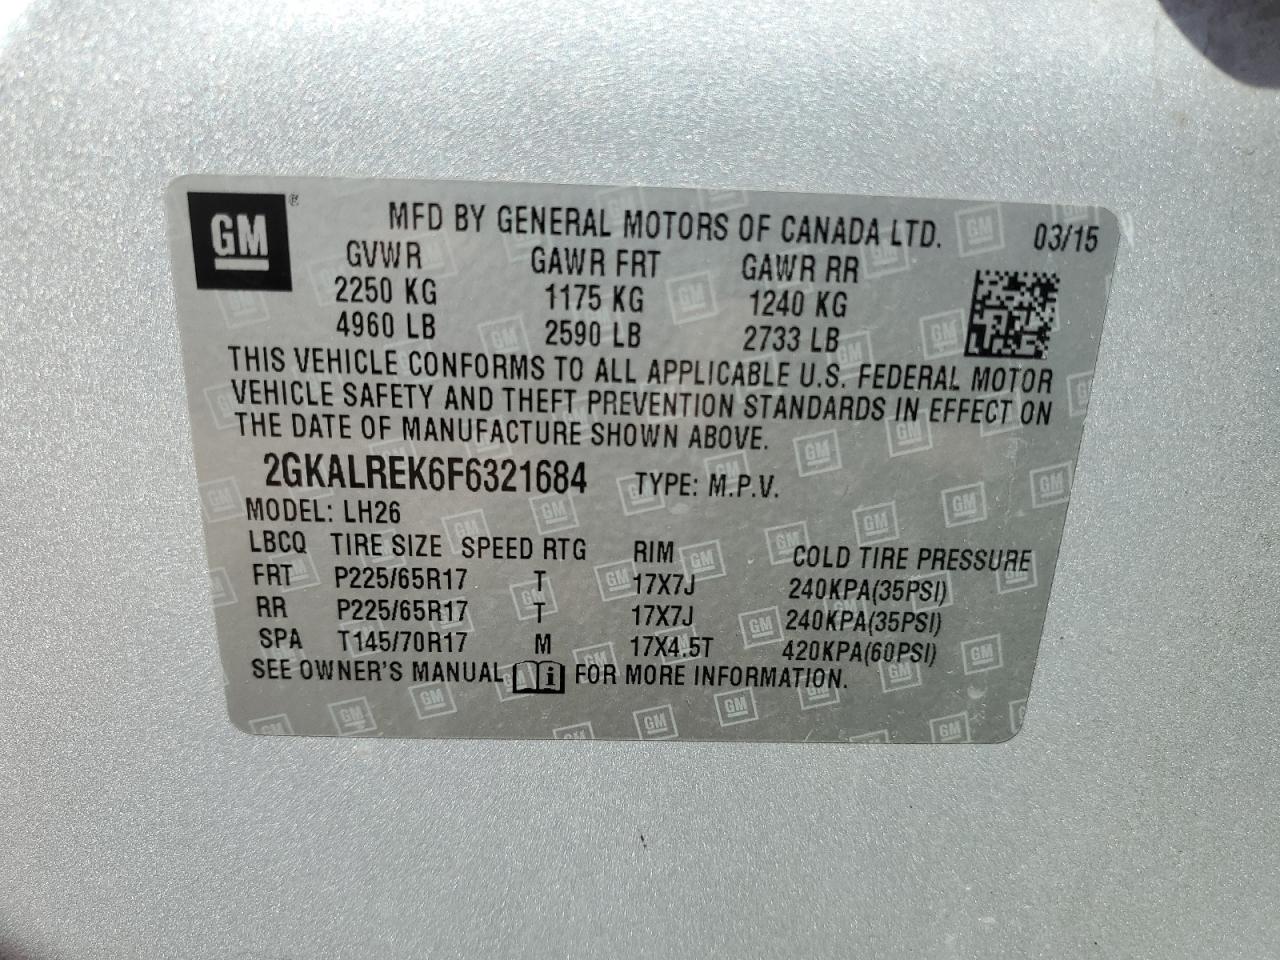 GM®
MFD BY GENERAL MOTORS OF CANADA LTD. 03/15
GVWR GAWR FRT GAWR RR
2250 KG 1175 KG 1240 KG
4960 LB 2590 LB 2733 LB
THIS VEHICLE CONFORMS TO ALL APPLICABLE U.S. FEDERAL MOTOR
VEHICLE SAFETY AND THEFT PREVENTION STANDARDS IN EFFECT ON
THE DATE OF MANUFACTURE SHOWN ABOVE.
2GKALREK6F6321684 TYPE: M.P.V.
MODEL: LH26
LBCQ TIRE SIZE SPEED RTG RIM COLD TIRE PRESSURE
FRT P225/65R17 T 17X7J 240KPA(35PSI)
RR P225/65R17 T 17X7J 240KPA(35PSI)
SPA T145/70R17 M 17X4.5T 420KPA(60PSI)
SEE OWNER'S MANUAL i FOR MORE INFORMATION.